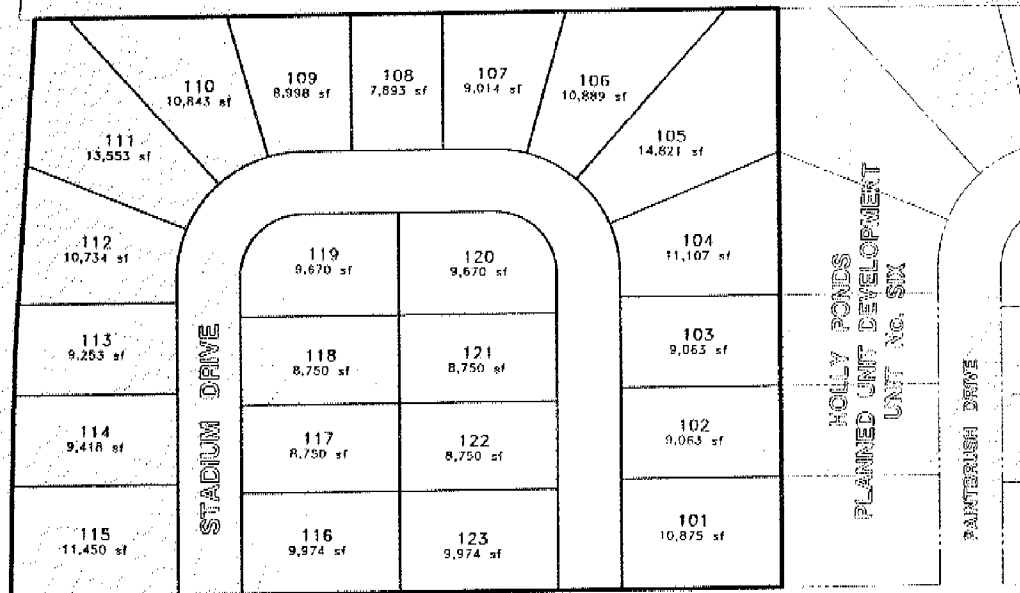 110
10,843 sf
109
8,998 sf
108
7,893 sf
107
9,014 sf
106
10,889 sf
111
13,553 sf
105
14,821 sf
112
10,734 sf
119
9,670 sf
120
9,670 sf
104
11,107 sf
113
9,253 sf
118
8,750 sf
121
8,750 sf
103
9,063 sf
114
9,418 sf
117
8,750 sf
122
8,750 sf
102
9,063 sf
115
11,450 sf
116
9,974 sf
123
9,974 sf
101
10,875 sf
STADIUM DRIVE
HOLLY PONDS
PLANNED UNIT DEVELOPMENT
UNIT No. SIX
PAINTBRUSH DRIVE